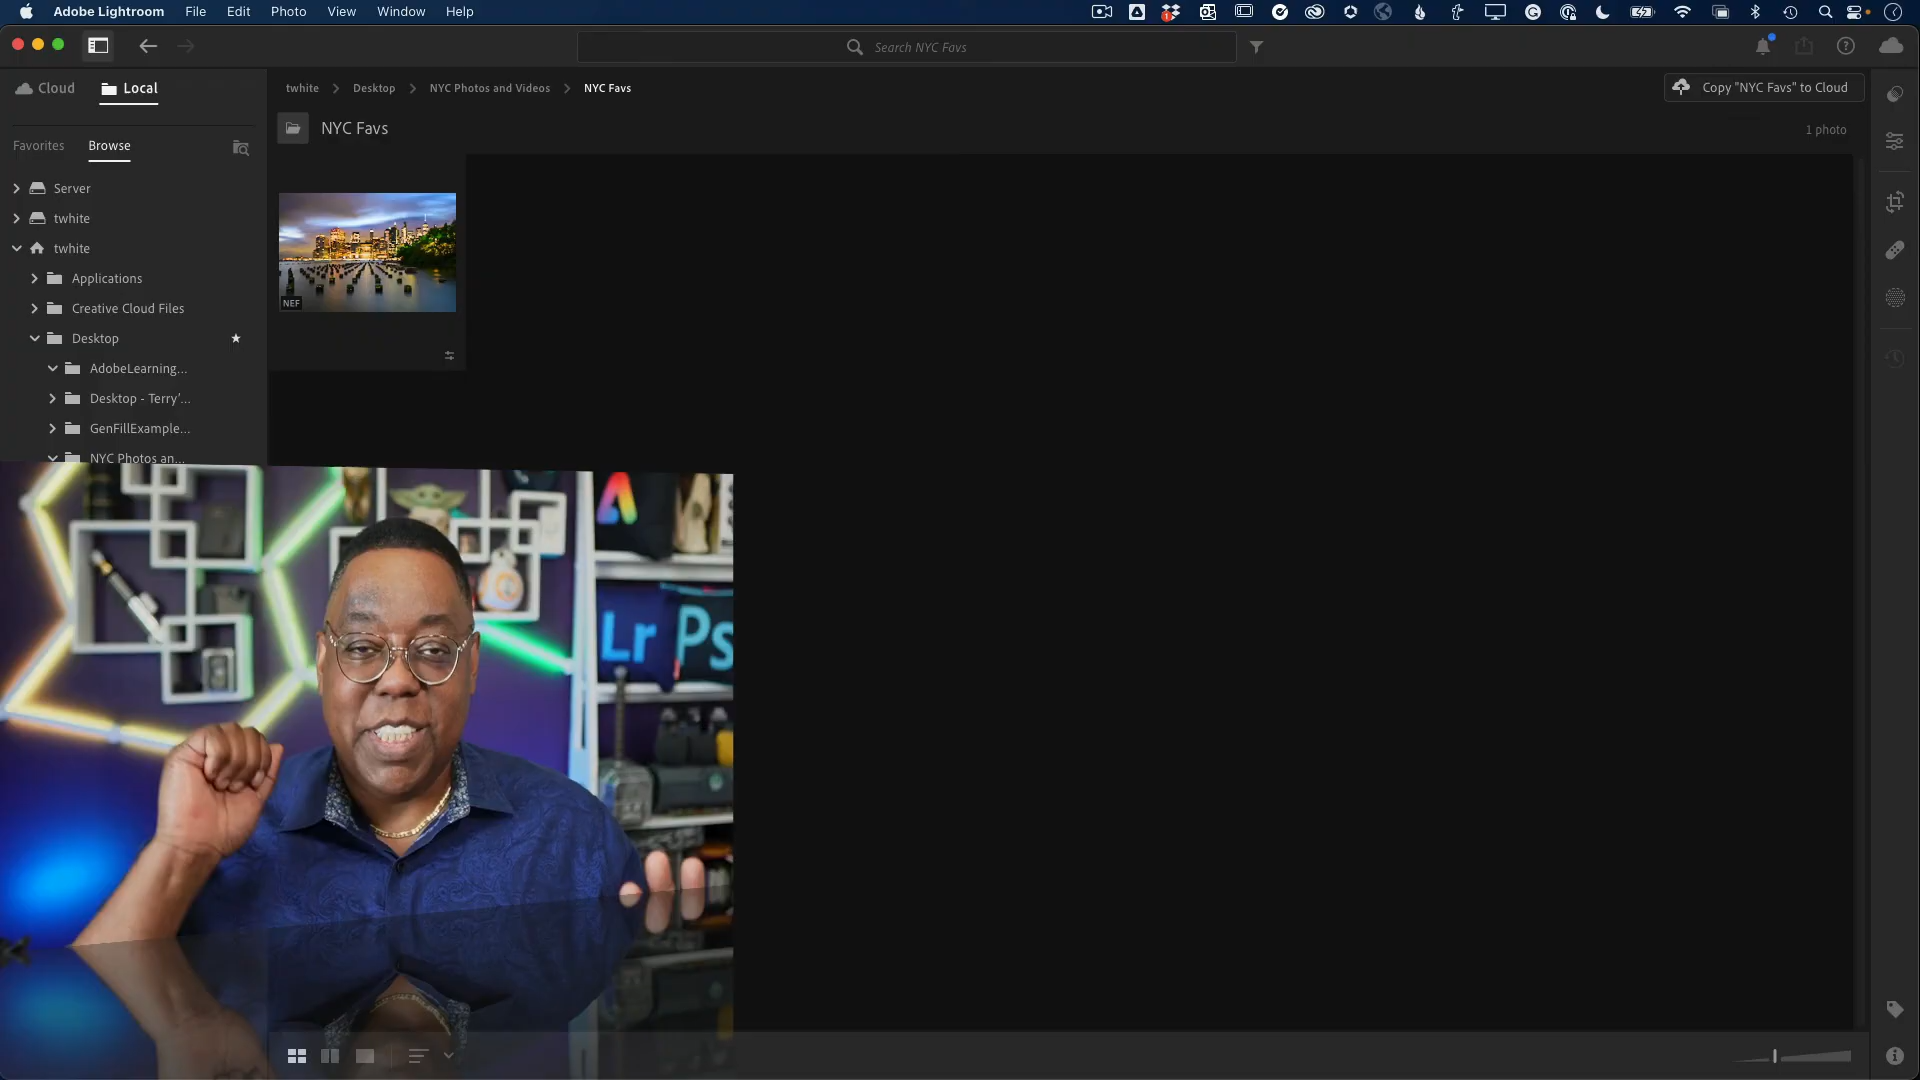 Adobe Lightroom File Edit Photo View Window Help
Search NYC Favs
Cloud Local
twhite Desktop NYC Photos and Videos NYC Favs
Copy "NYC Favs" to Cloud
NYC Favs
1 photo
Favorites Browse
Server
twhite
twhite
Applications
Creative Cloud Files
Desktop
AdobeLearning...
Desktop - Terry'...
GenFillExample...
NYC Photos an...
NEF
Lr Ps